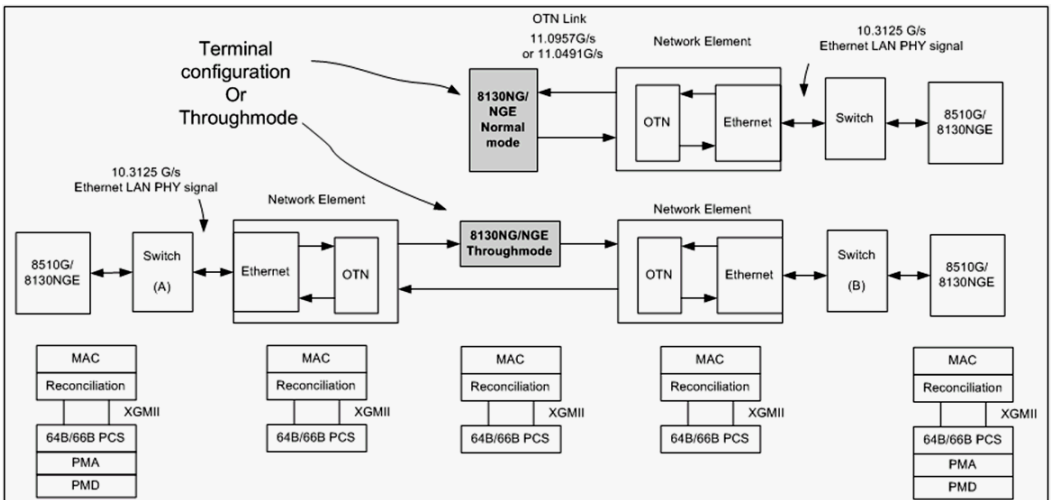 OTN Link
11.0957G/s
or 11.0491G/s
Network Element
10.3125 G/s
Ethernet LAN PHY signal
Terminal
configuration
Or
Throughmode
8130NG/
NGE
Normal
mode
OTN
Ethernet
Switch
8510G/
8130NGE
10.3125 G/s
Ethernet LAN PHY signal
Network Element
Network Element
8510G/
8130NGE
Switch
(A)
Ethernet
OTN
8130NG/NGE
Throughmode
OTN
Ethernet
Switch
(B)
8510G/
8130NGE
MAC
Reconciliation
XGMII
64B/66B PCS
PMA
PMD
MAC
Reconciliation
XGMII
64B/66B PCS
MAC
Reconciliation
XGMII
64B/66B PCS
MAC
Reconciliation
XGMII
64B/66B PCS
MAC
Reconciliation
XGMII
64B/66B PCS
PMA
PMD